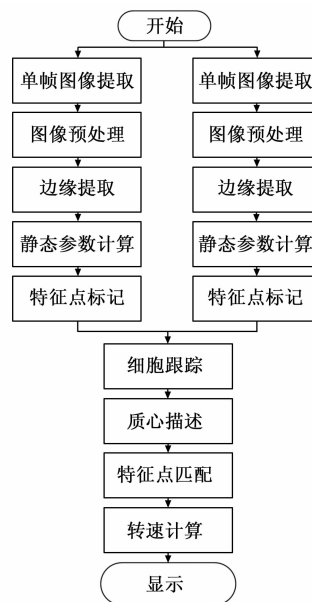 开始
单帧图像提取
单帧图像提取
图像预处理
图像预处理
边缘提取
边缘提取
静态参数计算
静态参数计算
特征点标记
特征点标记
细胞跟踪
质心描述
特征点匹配
转速计算
显示